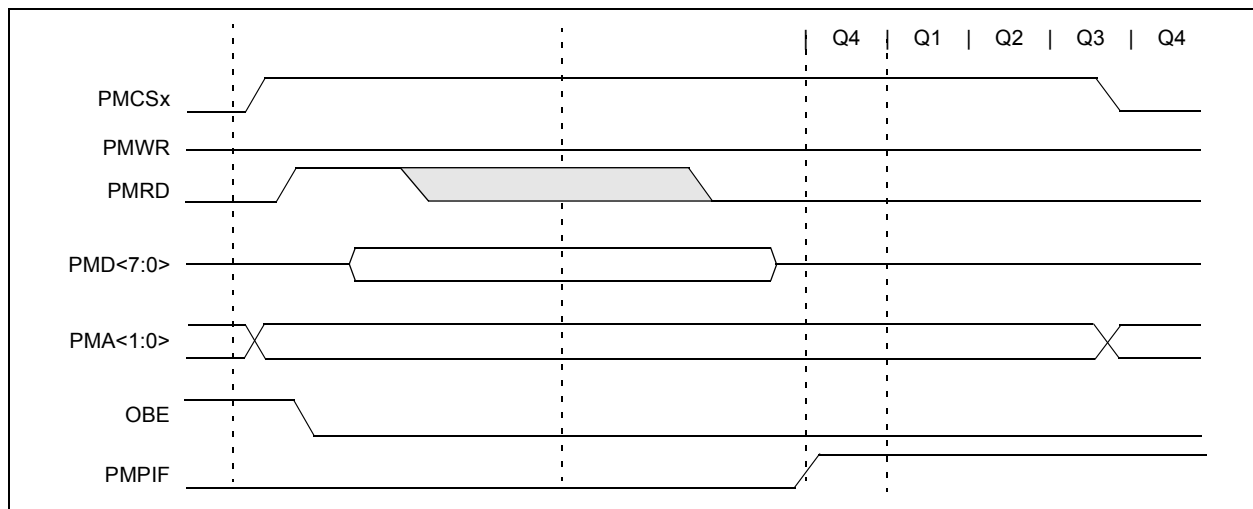 | Q4 | Q1 | Q2 | Q3 | Q4
PMCSx
PMWR
PMRD
PMD<7:0>
PMA<1:0>
OBE
PMPIF